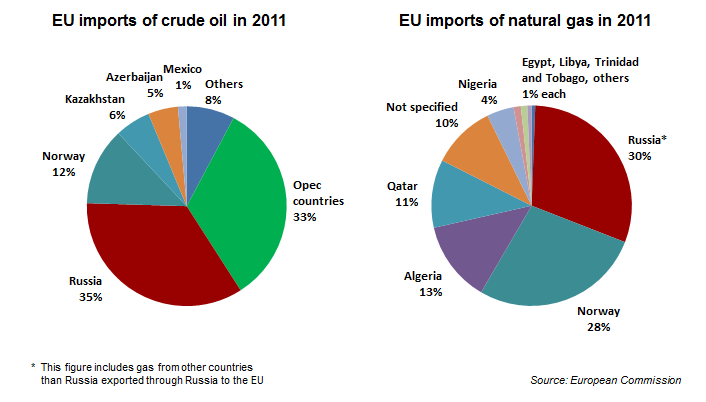 EU imports of crude oil in 2011
Mexico
1%
Others
8%
Azerbaijan
5%
Kazakhstan
6%
Norway
12%
Opec
countries
33%
Russia
35%
EU imports of natural gas in 2011
Egypt, Libya, Trinidad
and Tobago, others
1% each
Nigeria
4%
Not specified
10%
Russia*
30%
Qatar
11%
Algeria
13%
Norway
28%
* This figure includes gas from other countries
than Russia exported through Russia to the EU
Source: European Commission